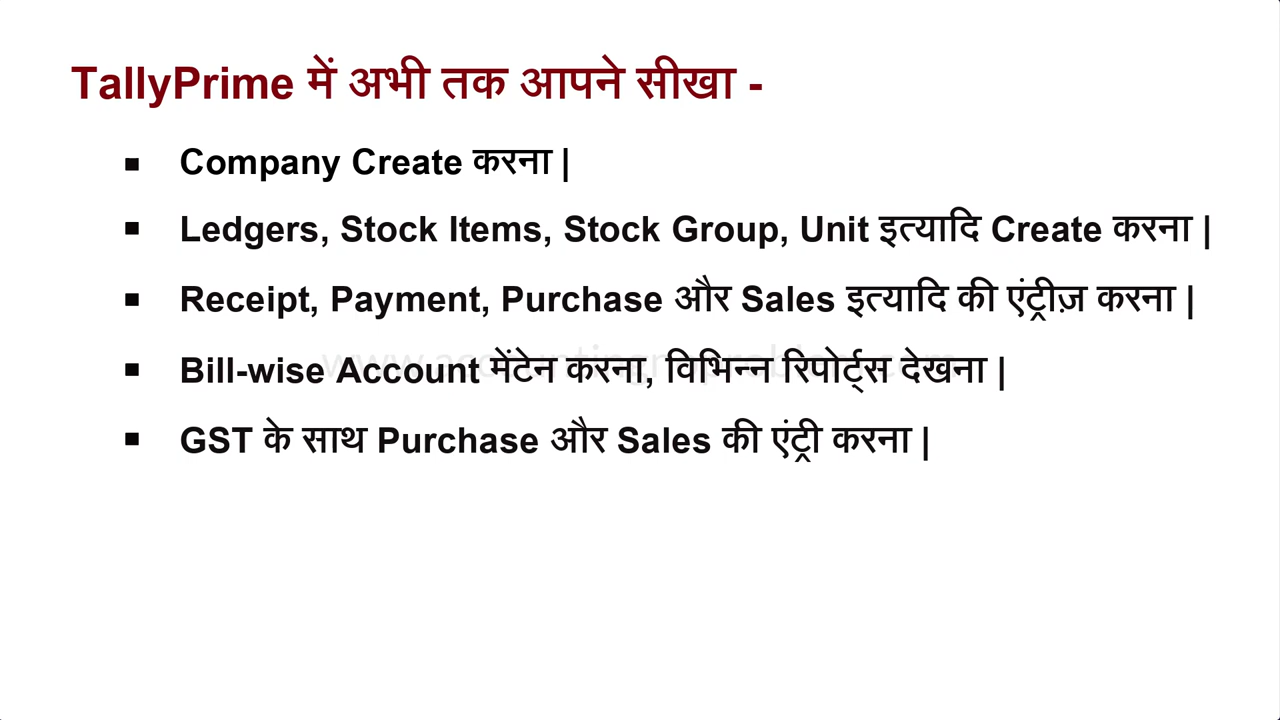 TallyPrime में अभी तक आपने सीखा -
▪ Company Create करना |
▪ Ledgers, Stock Items, Stock Group, Unit इत्यादि Create करना |
▪ Receipt, Payment, Purchase और Sales इत्यादि की एंट्रीज़ करना |
▪ Bill-wise Account मेंटेन करना, विभिन्न रिपोर्ट्स देखना |
▪ GST के साथ Purchase और Sales की एंट्री करना |